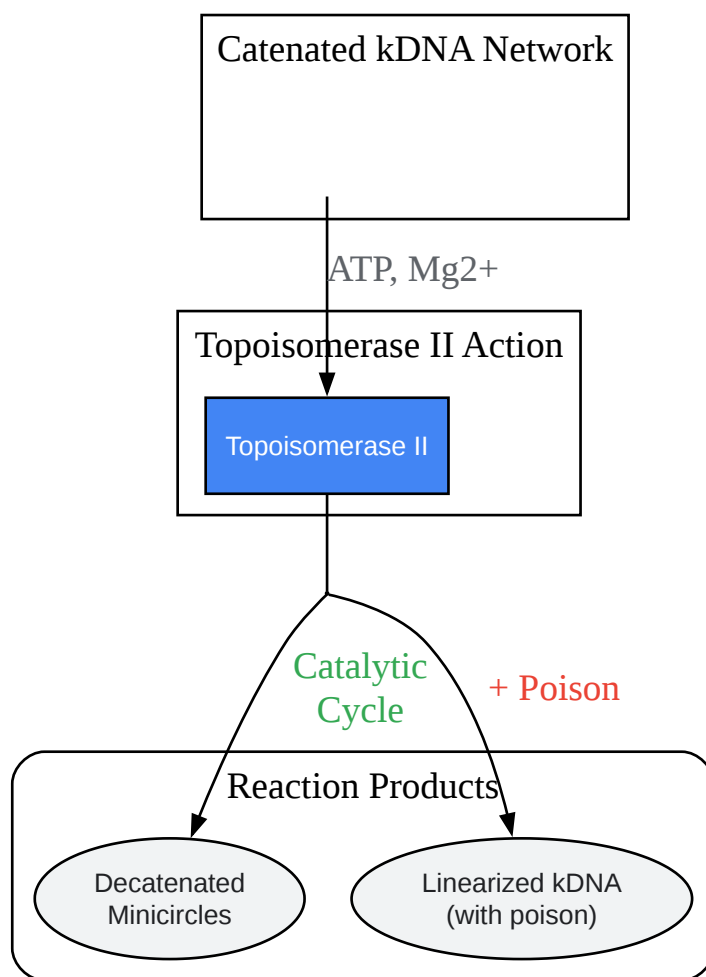 Catenated kDNA Network
ATP, Mg2+
Topoisomerase II Action
Topoisomerase II
Catalytic
Cycle
+ Poison
Reaction Products
Decatenated
Minicircles
Linearized kDNA
(with poison)